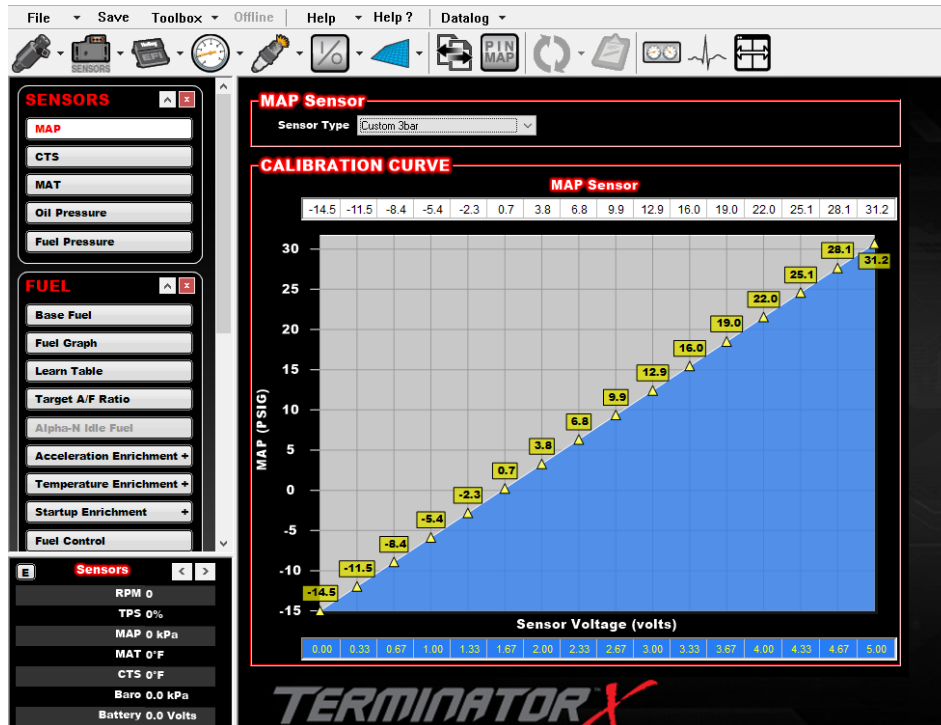 File Save Toolbox Offline Help Help ? Datalog
SENSORS
EFI
I/O
PIN
MAP
SENSORS
MAP
CTS
MAT
Oil Pressure
Fuel Pressure
FUEL
Base Fuel
Fuel Graph
Learn Table
Target A/F Ratio
Alpha-N Idle Fuel
Acceleration Enrichment +
Temperature Enrichment +
Startup Enrichment +
Fuel Control
E Sensors < >
RPM 0
TPS 0%
MAP 0 kPa
MAT 0°F
CTS 0°F
Baro 0.0 kPa
Battery 0.0 Volts
MAP Sensor
Sensor Type Custom 3bar
CALIBRATION CURVE
MAP Sensor
-14.5 -11.5 -8.4 -5.4 -2.3 0.7 3.8 6.8 9.9 12.9 16.0 19.0 22.0 25.1 28.1 31.2
MAP (PSIG)
30
25
20
15
10
5
0
-5
-10
-15
-14.5
-11.5
-8.4
-5.4
-2.3
0.7
3.8
6.8
9.9
12.9
16.0
19.0
22.0
25.1
28.1
31.2
Sensor Voltage (volts)
0.00 0.33 0.67 1.00 1.33 1.67 2.00 2.33 2.67 3.00 3.33 3.67 4.00 4.33 4.67 5.00
TERMINATOR X